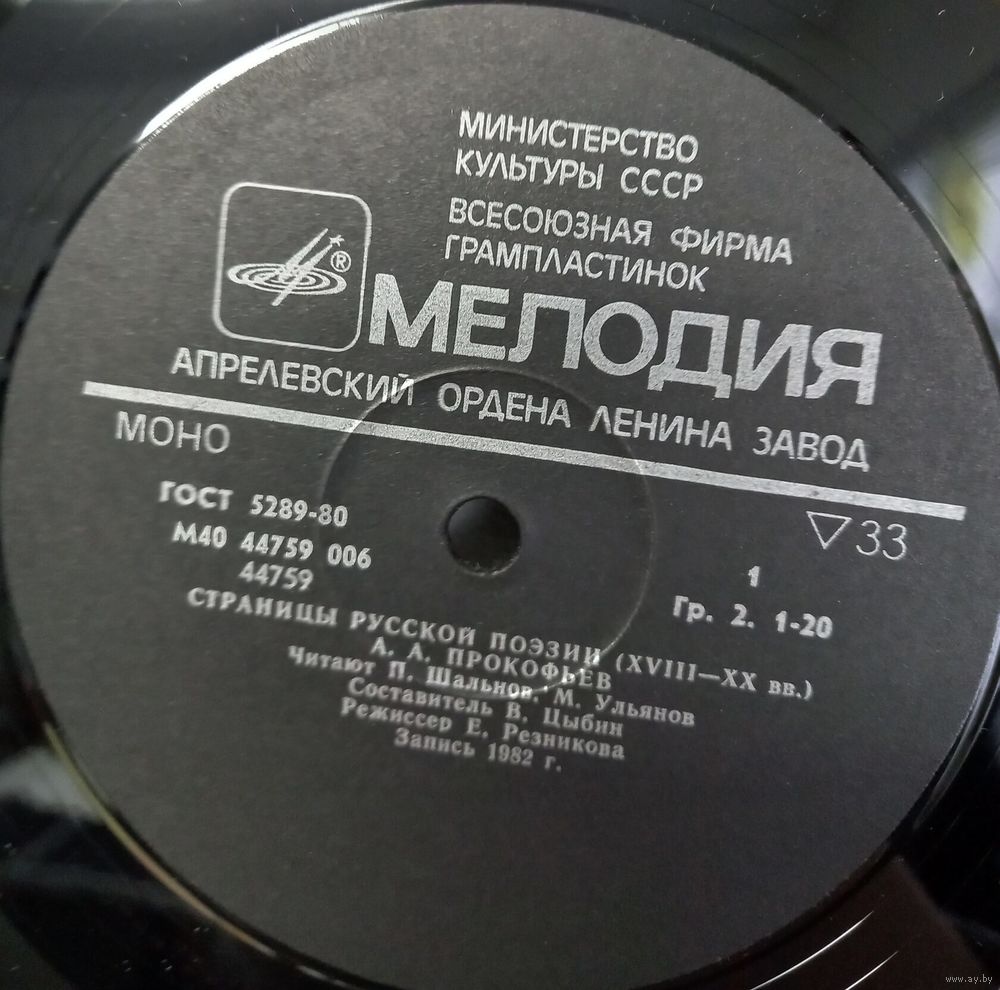 МИНИСТЕРСТВО
КУЛЬТУРЫ СССР
ВСЕСОЮЗНАЯ ФИРМА
ГРАМПЛАСТИНОК
®
МЕЛОДИЯ
АПРЕЛЕВСКИЙ ОРДЕНА ЛЕНИНА ЗАВОД
МОНО
▽33
ГОСТ 5289-80
М40 44759 006
44759
1
Гр. 2. 1-20
СТРАНИЦЫ РУССКОЙ ПОЭЗИИ (XVIII—XX вв.)
А. А. ПРОКОФЬЕВ
Читают П. Шальнов, М. Ульянов
Составитель В. Цыбин
Режиссер Е. Резникова
Запись 1982 г.
www.ay.by